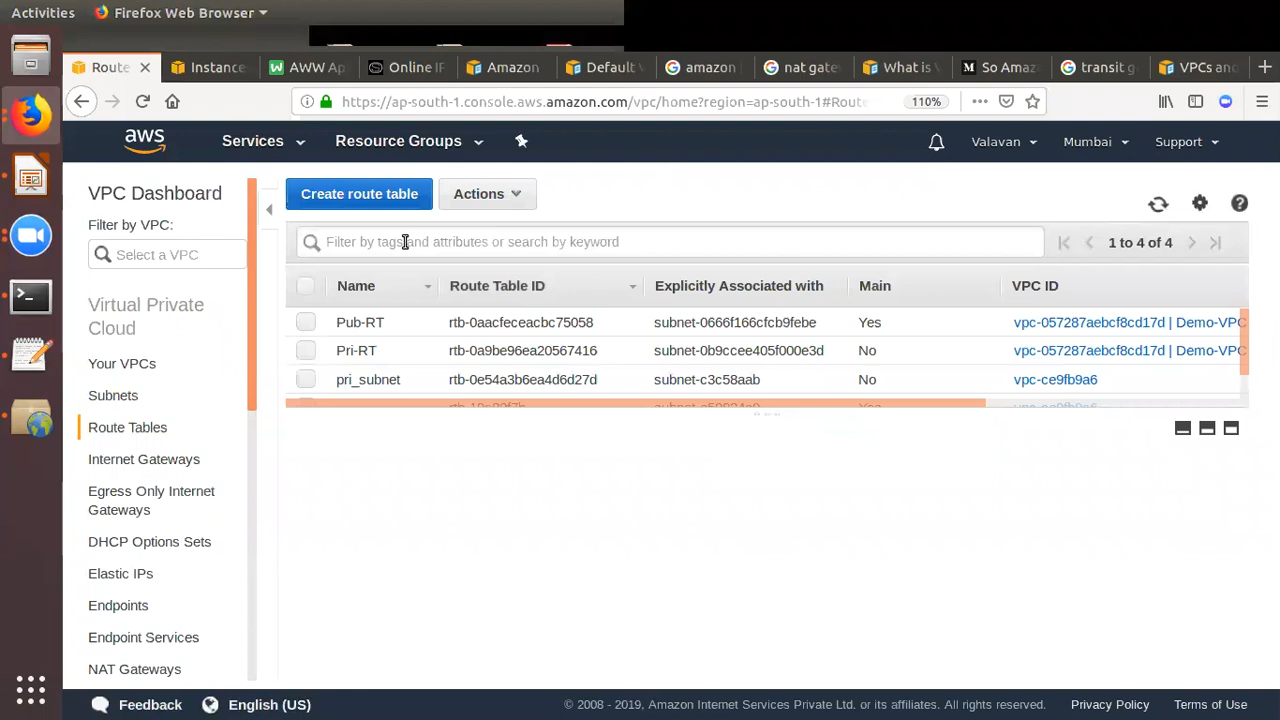 Activities Firefox Web Browser
Route Instance AWW Ap Online IP Amazon Default V amazon nat gate What is V So Amaz transit g VPCs and
https://ap-south-1.console.aws.amazon.com/vpc/home?region=ap-south-1#Route 110%
aws Services Resource Groups Valavan Mumbai Support
VPC Dashboard
Filter by VPC:
Select a VPC
Virtual Private
Cloud
Your VPCs
Subnets
Route Tables
Internet Gateways
Egress Only Internet
Gateways
DHCP Options Sets
Elastic IPs
Endpoints
Endpoint Services
NAT Gateways
Create route table Actions
Filter by tags and attributes or search by keyword 1 to 4 of 4
Name Route Table ID Explicitly Associated with Main VPC ID
Pub-RT rtb-0aacfeceacbc75058 subnet-0666f166cfcb9febe Yes vpc-057287aebcf8cd17d | Demo-VPC
Pri-RT rtb-0a9be96ea20567416 subnet-0b9ccee405f000e3d No vpc-057287aebcf8cd17d | Demo-VPC
pri_subnet rtb-0e54a3b6ea4d6d27d subnet-c3c58aab No vpc-ce9fb9a6
Yes vpc-ce9fb9a6
Feedback English (US) © 2008 - 2019, Amazon Internet Services Private Ltd. or its affiliates. All rights reserved. Privacy Policy Terms of Use